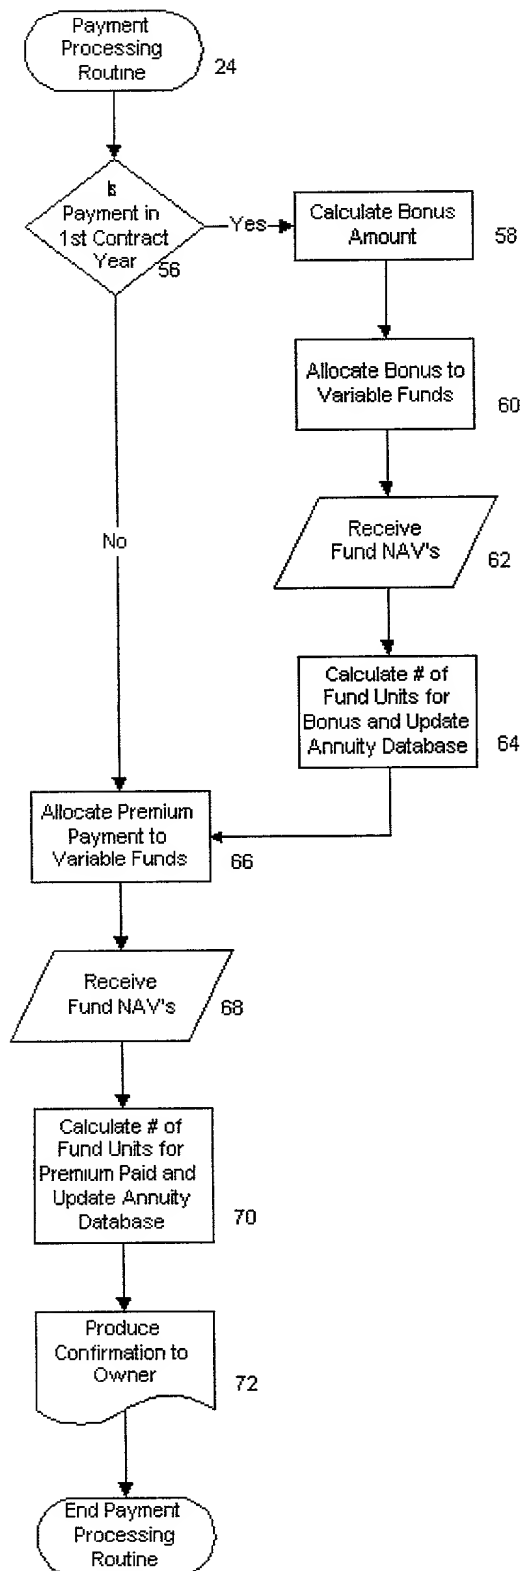 Payment
Processing
Routine
24
Is
Payment in
1st Contract
Year
56
Yes
Calculate Bonus
Amount
58
Allocate Bonus to
Variable Funds
60
Receive
Fund NAV's
62
Calculate # of
Fund Units for
Bonus and Update
Annuity Database
64
No
Allocate Premium
Payment to
Variable Funds
66
Receive
Fund NAV's
68
Calculate # of
Fund Units for
Premium Paid and
Update Annuity
Database
70
Produce
Confirmation to
Owner
72
End Payment
Processing
Routine